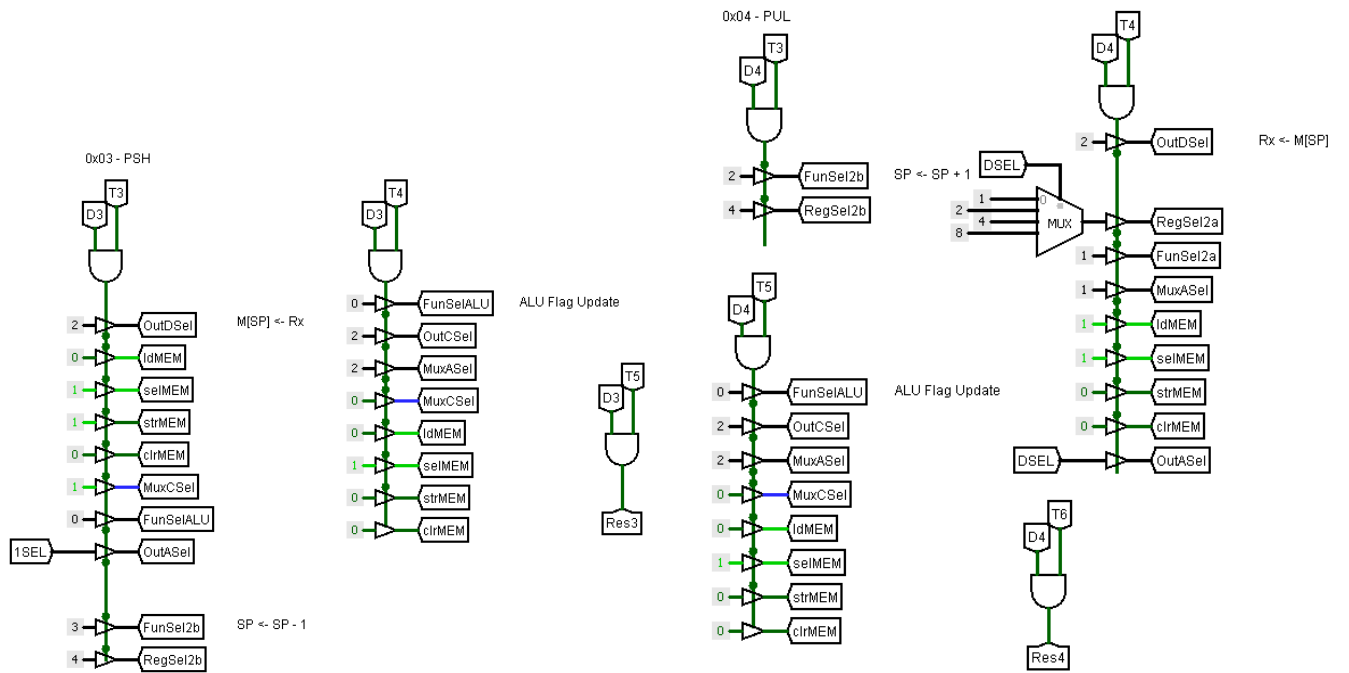 0x03 - PSH
T3
D3
2 OutDSel M[SP] <- Rx
0 ldMEM
1 selMEM
1 strMEM
0 clrMEM
1 MuxCSel
0 FunSelALU
1SEL OutASel
3 FunSel2b SP <- SP - 1
4 RegSel2b
T4
D3
0 FunSelALU ALU Flag Update
2 OutCSel
2 MuxASel
0 MuxCSel
0 ldMEM
1 selMEM
0 strMEM
0 clrMEM
T5
D3
Res3
0x04 - PUL
T3
D4
2 FunSel2b SP <- SP + 1
4 RegSel2b
T5
D4
0 FunSelALU ALU Flag Update
2 OutCSel
2 MuxASel
0 MuxCSel
0 ldMEM
1 selMEM
0 strMEM
0 clrMEM
T4
D4
2 OutDSel Rx <- M[SP]
DSEL
1 0
2
4 MUX RegSel2a
8
1 FunSel2a
1 MuxASel
1 ldMEM
1 selMEM
0 strMEM
0 clrMEM
DSEL OutASel
T6
D4
Res4